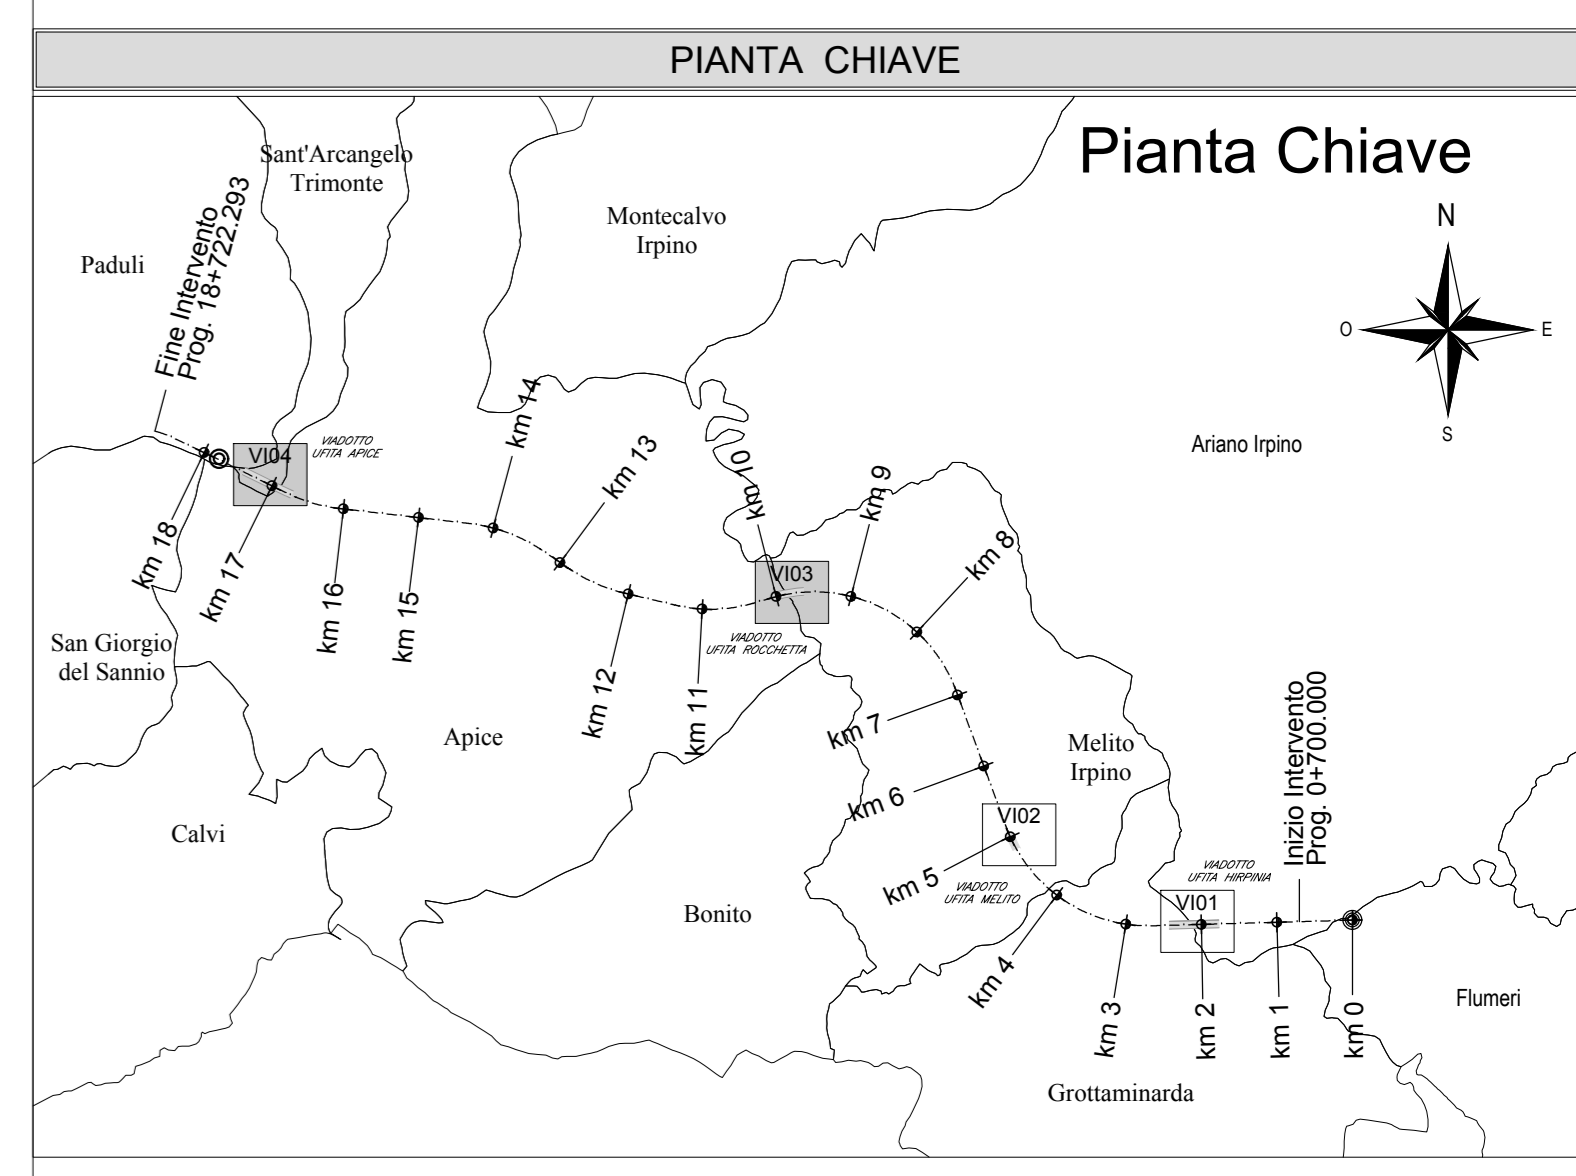 PIANTA CHIAVE
Pianta Chiave
Sant'Arcangelo
Trimonte
Montecalvo
Irpino
Paduli
Fine Intervento
Prog. 18+722.293
N
O
E
S
Ariano Irpino
VIADOTTO
UFITA APICE
VI04
km 18
km 17
km 16
km 15
km 14
km 13
km 12
km 11
km 10
km 9
km 8
VI03
VIADOTTO
UFITA ROCCHETTA
San Giorgio
del Sannio
Apice
Calvi
Bonito
km 7
km 6
Melito
Irpino
VI02
km 5
VIADOTTO
UFITA MELITO
km 4
Inizio Intervento
Prog. 0+700.000
VIADOTTO
UFITA HIRPINIA
VI01
km 3
km 2
km 1
km 0
Flumeri
Grottaminarda